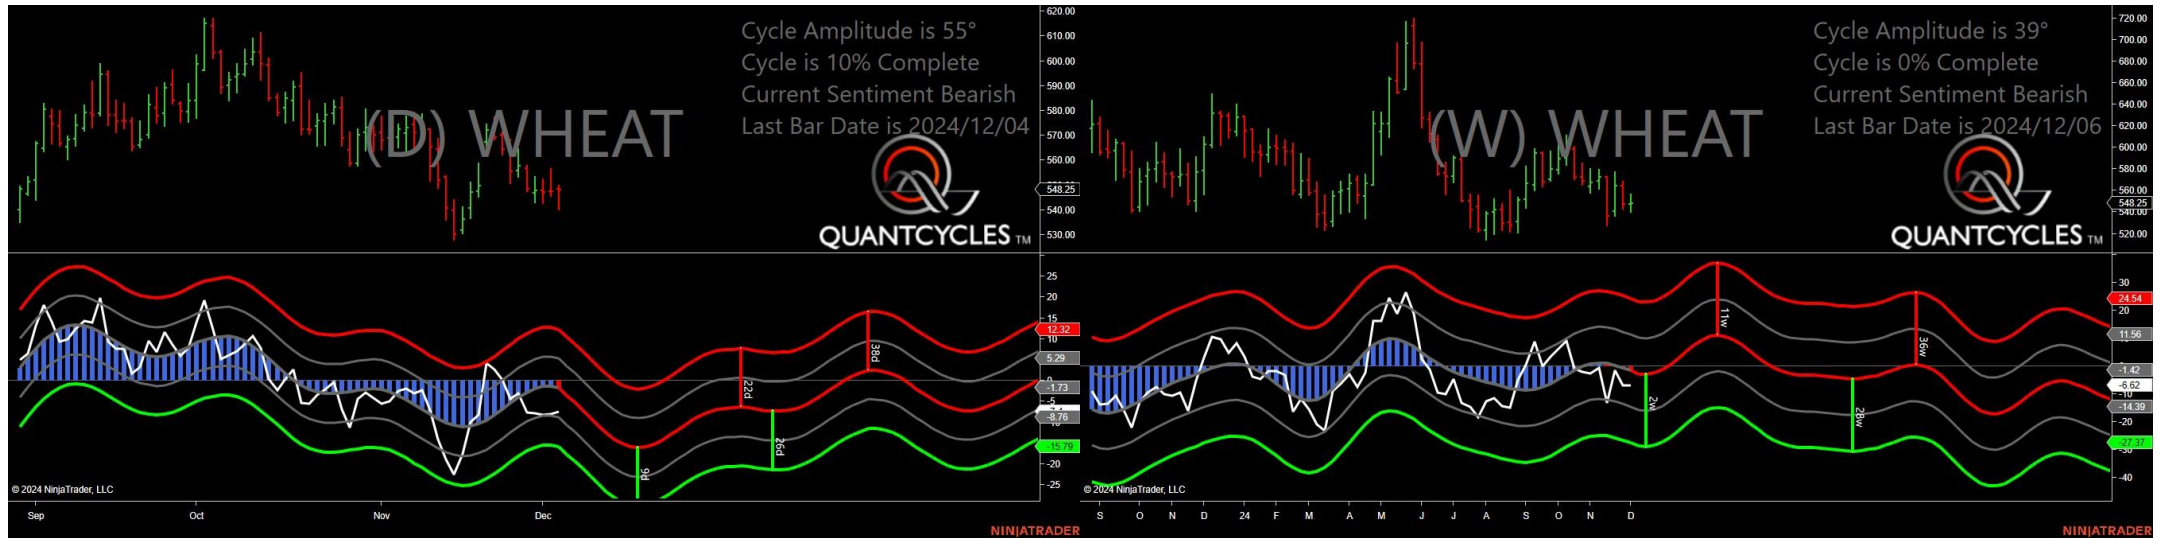 Cycle Amplitude is 55°
Cycle is 10% Complete
Current Sentiment Bearish
Last Bar Date is 2024/12/04
(D) WHEAT
QUANTCYCLES TM
620.00
610.00
600.00
590.00
580.00
570.00
560.00
548.25
540.00
530.00
25
20
15
12.32
10
5.29
0
-1.73
-5
-8.76
-15.79
-20
-25
9d
22d
26d
38d
© 2024 NinjaTrader, LLC
Sep Oct Nov Dec
NINJATRADER
Cycle Amplitude is 39°
Cycle is 0% Complete
Current Sentiment Bearish
Last Bar Date is 2024/12/06
(W) WHEAT
QUANTCYCLES TM
720.00
700.00
680.00
660.00
640.00
620.00
600.00
580.00
560.00
548.25
540.00
520.00
30
24.54
20
11.56
-1.42
-6.62
-10
-14.39
-20
-27.37
-30
-40
2w
11w
28w
36w
© 2024 NinjaTrader, LLC
S O N D 24 F M A M J J A S O N D
NINJATRADER